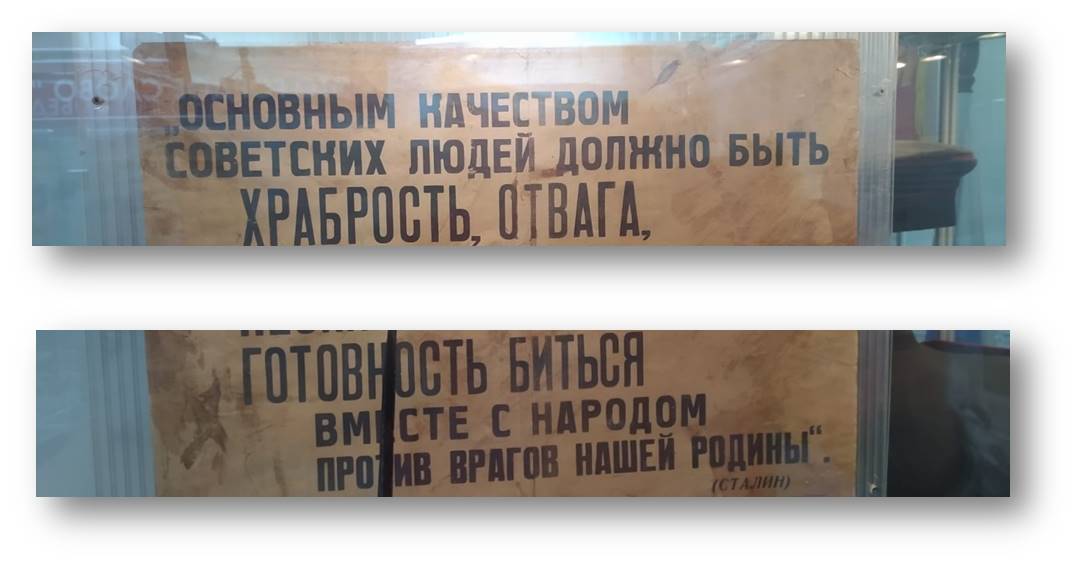 „ОСНОВНЫМ КАЧЕСТВОМ
СОВЕТСКИХ ЛЮДЕЙ ДОЛЖНО БЫТЬ
ХРАБРОСТЬ, ОТВАГА,
ГОТОВНОСТЬ БИТЬСЯ
ВМЕСТЕ С НАРОДОМ
ПРОТИВ ВРАГОВ НАШЕЙ РОДИНЫ“.
(СТАЛИН)